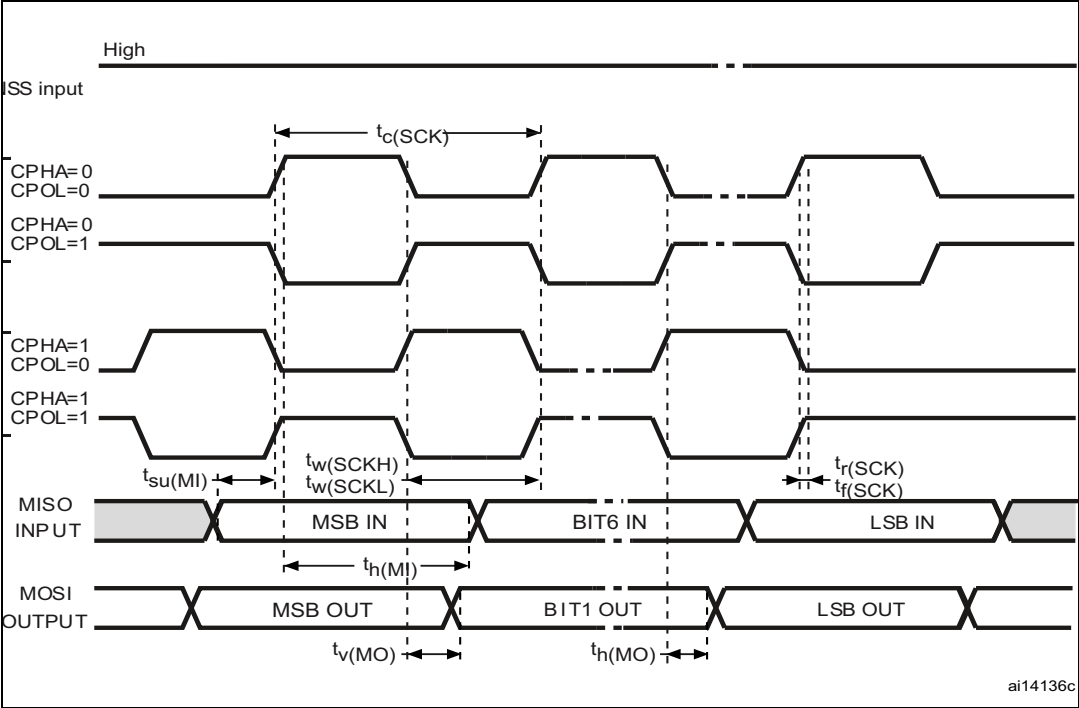 High
NSS input
tc(SCK)
CPHA=0
CPOL=0
CPHA=0
CPOL=1
CPHA=1
CPOL=0
CPHA=1
CPOL=1
tsu(MI)
tw(SCKH)
tw(SCKL)
tr(SCK)
tf(SCK)
MISO
INPUT
MSB IN
BIT6 IN
LSB IN
th(MI)
MOSI
OUTPUT
MSB OUT
BIT1 OUT
LSB OUT
tv(MO)
th(MO)
ai14136c